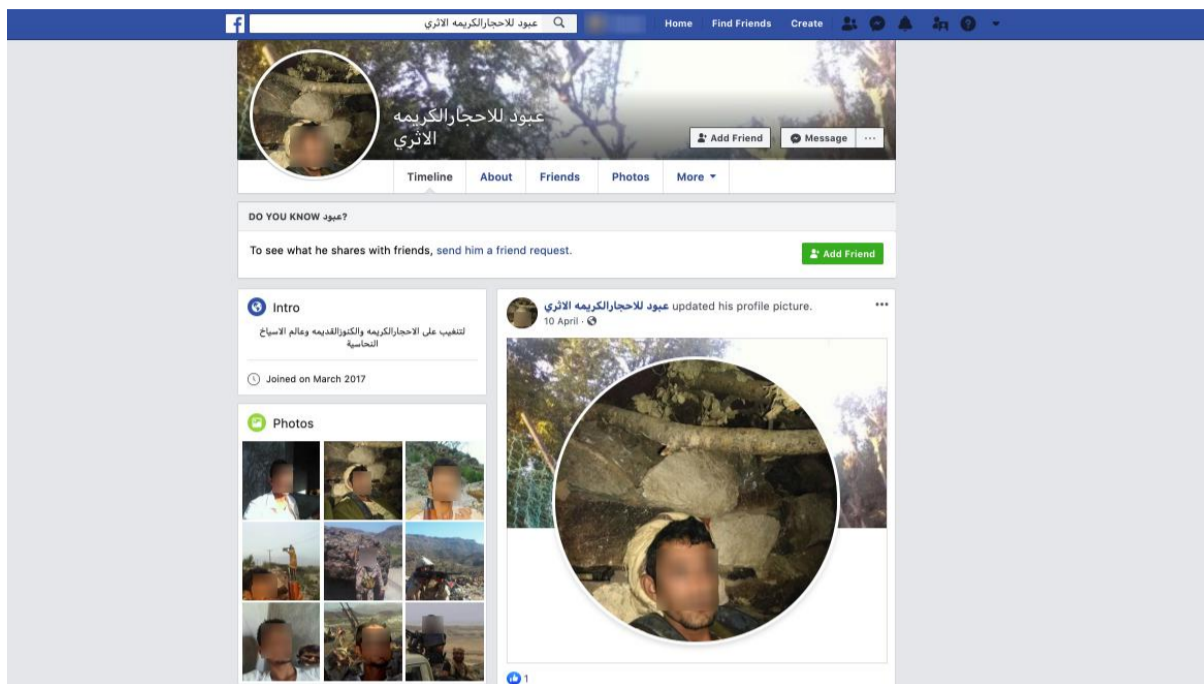 عبود للاحجارالكريمه الاثري
Home
Find Friends
Create
عبود للاحجارالكريمه
الاثري
Add Friend
Message
Timeline
About
Friends
Photos
More
DO YOU KNOW عبود?
To see what he shares with friends, send him a friend request.
Add Friend
Intro
لتنغيب على الاحجارالكريمه والكنوزالقديمه وعالم الاسياخ
النحاسية
Joined on March 2017
Photos
عبود للاحجارالكريمه الاثري updated his profile picture.
10 April ·
1